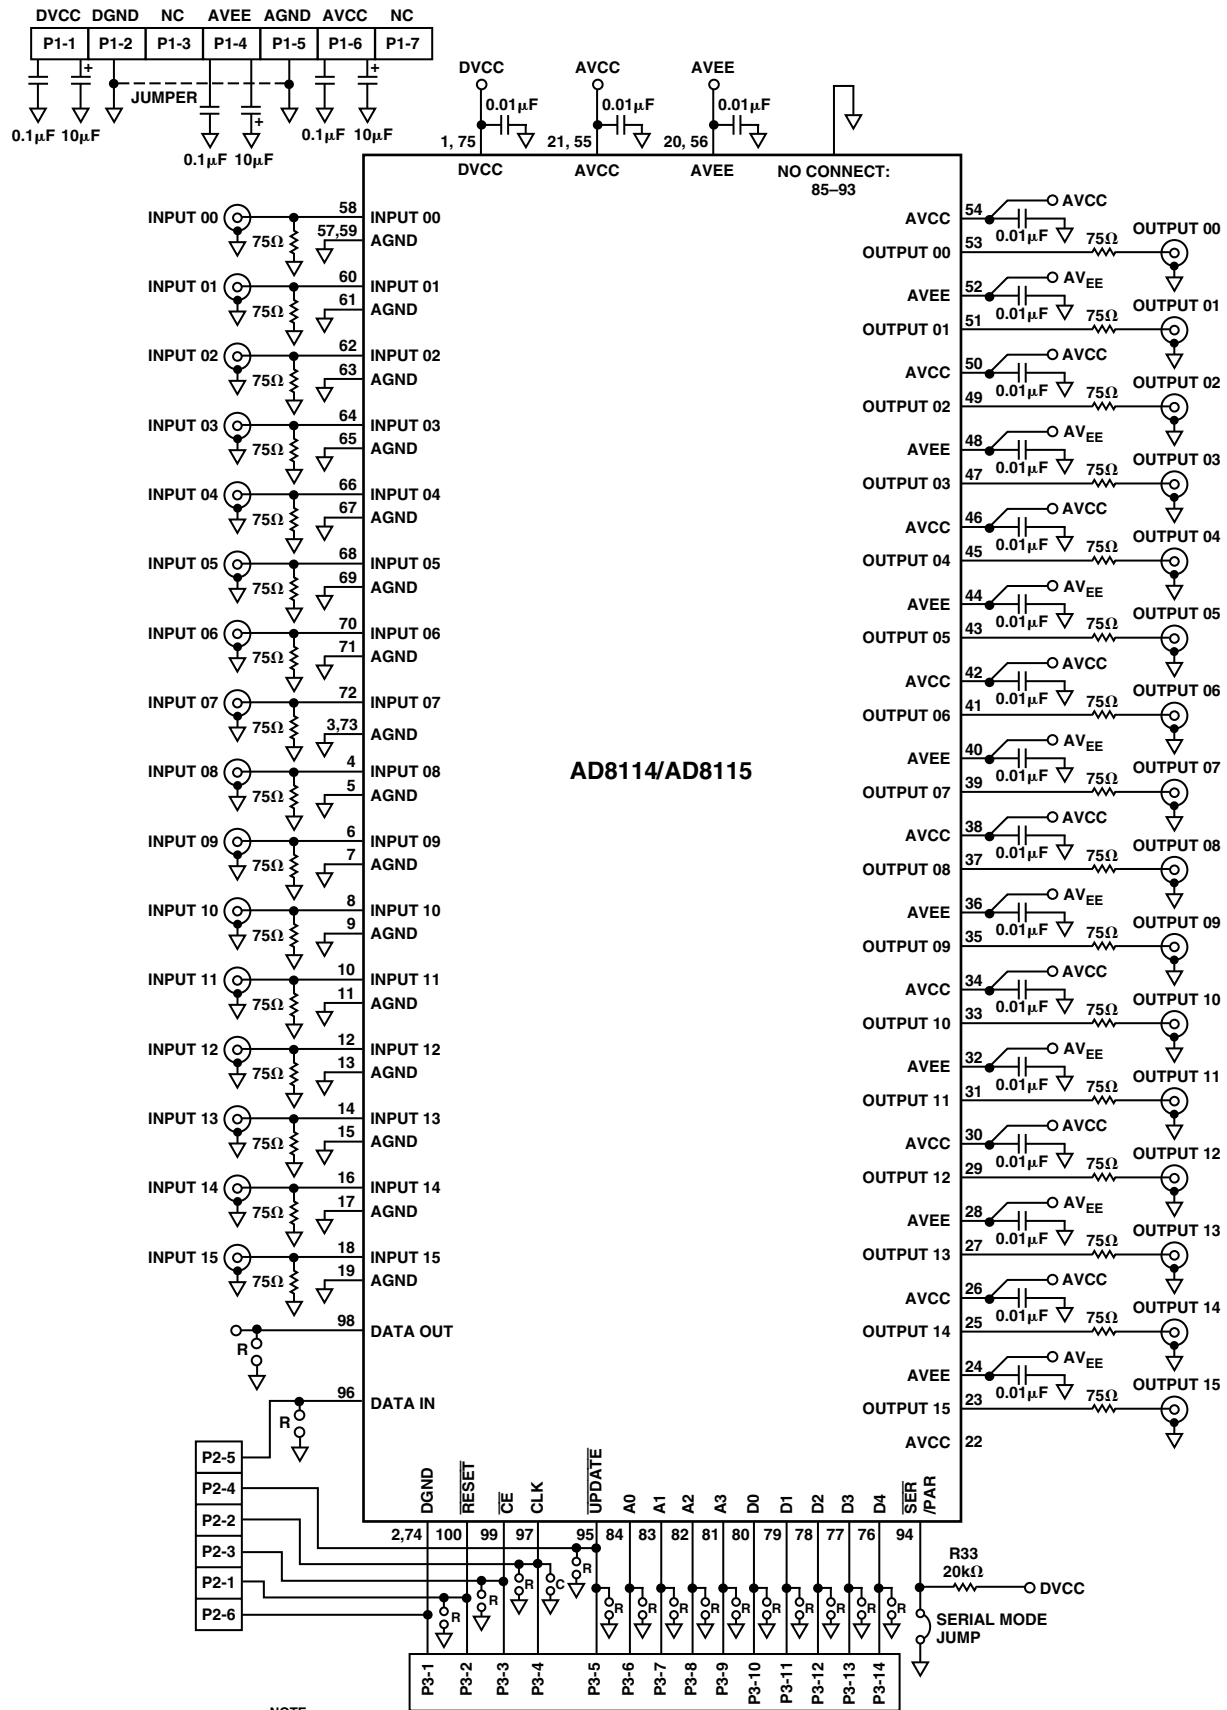 DVCC DGND NC AVEE AGND AVCC NC
P1-1 P1-2 P1-3 P1-4 P1-5 P1-6 P1-7
JUMPER
0.1µF 10µF
0.1µF 10µF
0.1µF 10µF
DVCC AVCC AVEE
0.01µF 0.01µF 0.01µF
1, 75 21, 55 20, 56
DVCC AVCC AVEE
NO CONNECT:
85–93
AD8114/AD8115
INPUT 00 75Ω 58 INPUT 00
57,59 AGND
INPUT 01 75Ω 60 INPUT 01
61 AGND
INPUT 02 75Ω 62 INPUT 02
63 AGND
INPUT 03 75Ω 64 INPUT 03
65 AGND
INPUT 04 75Ω 66 INPUT 04
67 AGND
INPUT 05 75Ω 68 INPUT 05
69 AGND
INPUT 06 75Ω 70 INPUT 06
71 AGND
INPUT 07 75Ω 72 INPUT 07
3,73 AGND
INPUT 08 75Ω 4 INPUT 08
5 AGND
INPUT 09 75Ω 6 INPUT 09
7 AGND
INPUT 10 75Ω 8 INPUT 10
9 AGND
INPUT 11 75Ω 10 INPUT 11
11 AGND
INPUT 12 75Ω 12 INPUT 12
13 AGND
INPUT 13 75Ω 14 INPUT 13
15 AGND
INPUT 14 75Ω 16 INPUT 14
17 AGND
INPUT 15 75Ω 18 INPUT 15
19 AGND
R 98 DATA OUT
R 96 DATA IN
AVCC 54 0.01µF AVCC
OUTPUT 00 53 75Ω OUTPUT 00
AVEE 52 0.01µF AVEE
OUTPUT 01 51 75Ω OUTPUT 01
AVCC 50 0.01µF AVCC
OUTPUT 02 49 75Ω OUTPUT 02
AVEE 48 0.01µF AVEE
OUTPUT 03 47 75Ω OUTPUT 03
AVCC 46 0.01µF AVCC
OUTPUT 04 45 75Ω OUTPUT 04
AVEE 44 0.01µF AVEE
OUTPUT 05 43 75Ω OUTPUT 05
AVCC 42 0.01µF AVCC
OUTPUT 06 41 75Ω OUTPUT 06
AVEE 40 0.01µF AVEE
OUTPUT 07 39 75Ω OUTPUT 07
AVCC 38 0.01µF AVCC
OUTPUT 08 37 75Ω OUTPUT 08
AVEE 36 0.01µF AVEE
OUTPUT 09 35 75Ω OUTPUT 09
AVCC 34 0.01µF AVCC
OUTPUT 10 33 75Ω OUTPUT 10
AVEE 32 0.01µF AVEE
OUTPUT 11 31 75Ω OUTPUT 11
AVCC 30 0.01µF AVCC
OUTPUT 12 29 75Ω OUTPUT 12
AVEE 28 0.01µF AVEE
OUTPUT 13 27 75Ω OUTPUT 13
AVCC 26 0.01µF AVCC
OUTPUT 14 25 75Ω OUTPUT 14
AVEE 24 0.01µF AVEE
OUTPUT 15 23 75Ω OUTPUT 15
AVCC 22
P2-5
P2-4
P2-2
P2-3
P2-1
P2-6
DGND RESET CE CLK UPDATE A0 A1 A2 A3 D0 D1 D2 D3 D4 SER
/PAR
2,74 100 99 97 95 84 83 82 81 80 79 78 77 76 94
R R R C R
R R R R R R R R R R
R33
20kΩ
DVCC
SERIAL MODE
JUMP
P3-1 P3-2 P3-3 P3-4 P3-5 P3-6 P3-7 P3-8 P3-9 P3-10 P3-11 P3-12 P3-13 P3-14